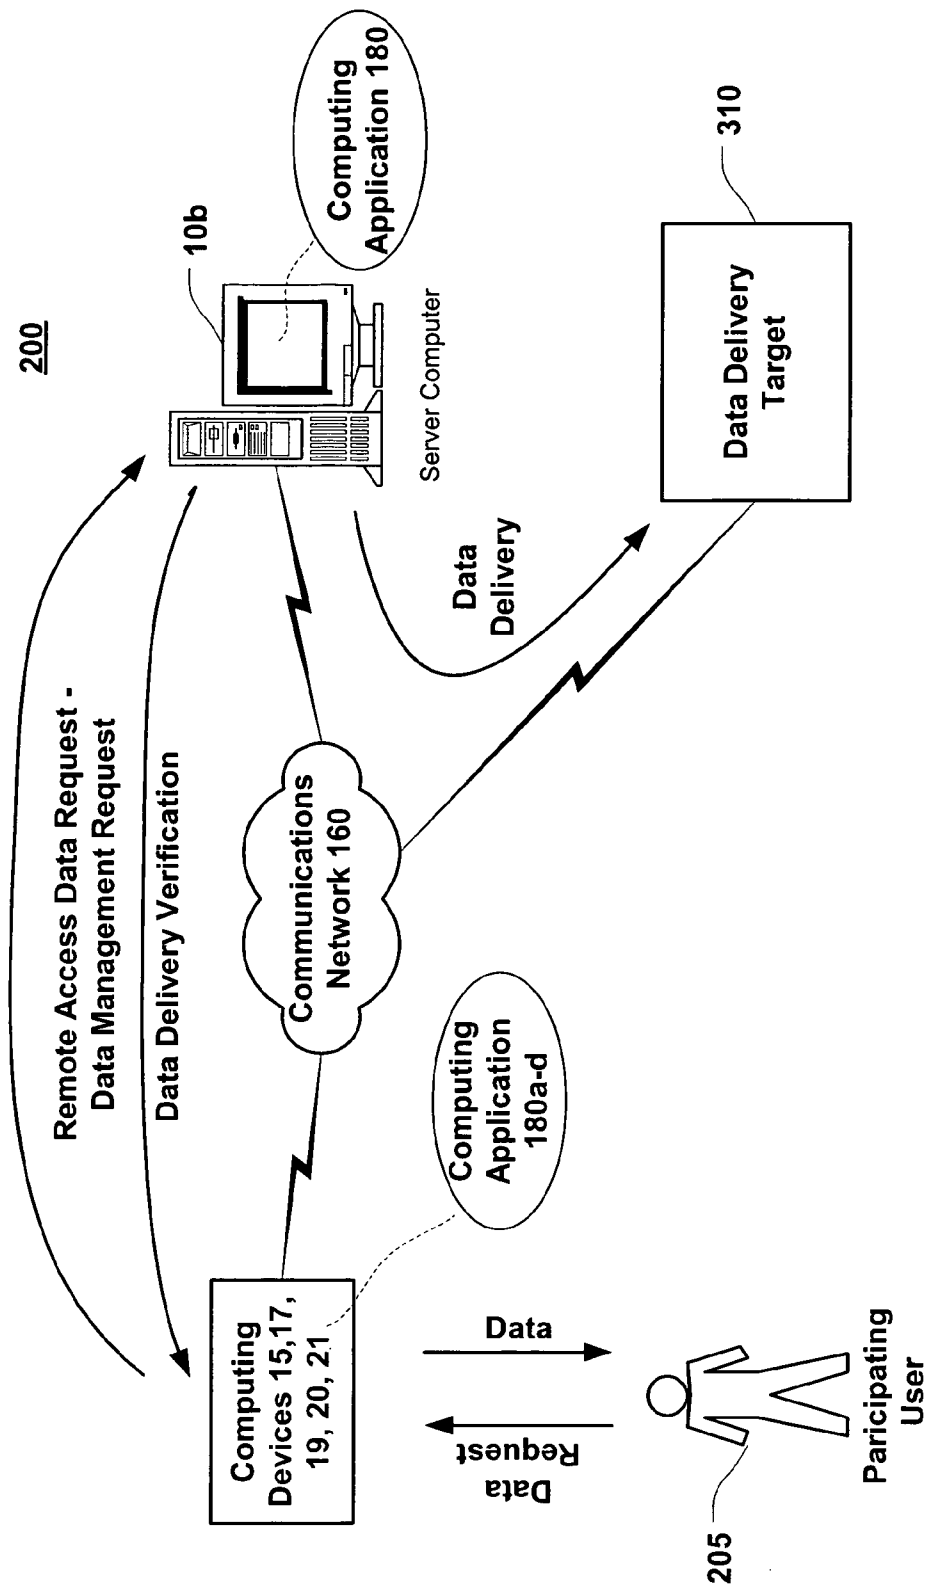 200
Remote Access Data Request -
Data Management Request
Data Delivery Verification
10b
Computing
Application 180
Server Computer
Communications
Network 160
Data
Delivery
310
Data Delivery
Target
Computing
Devices 15,17,
19, 20, 21
Computing
Application
180a-d
Data
Data
Request
205
Paricipating
User